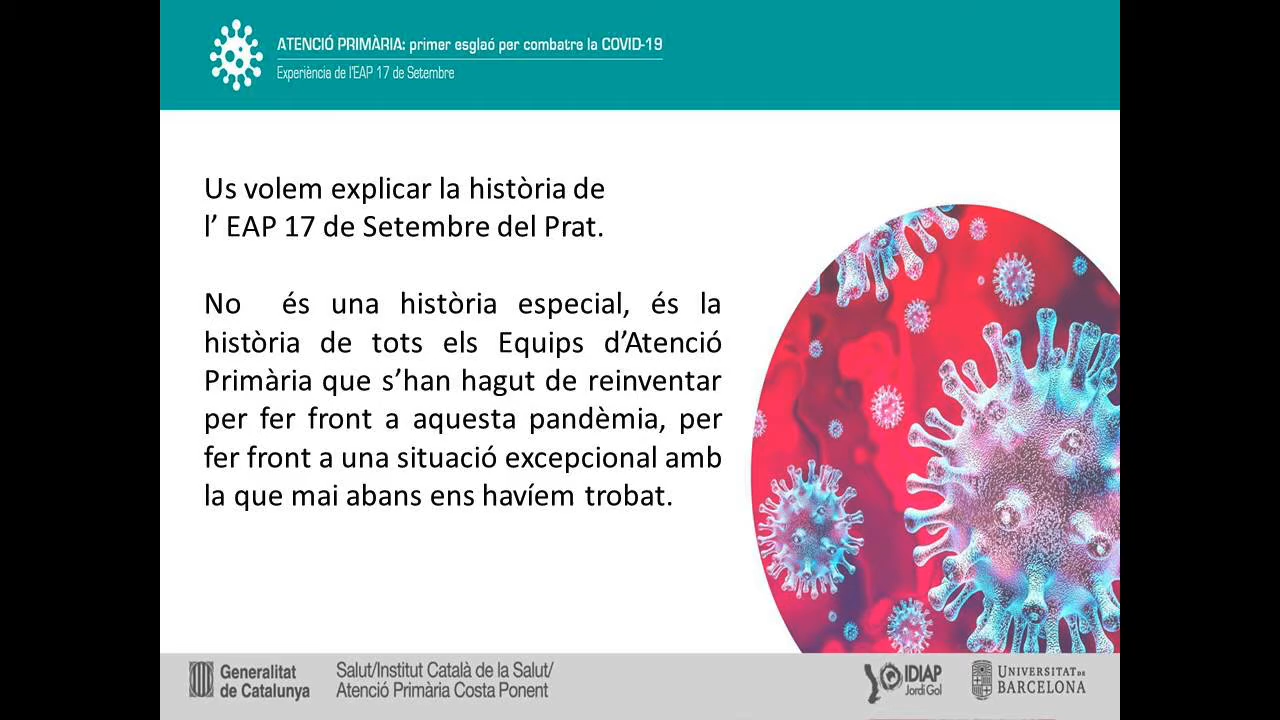 ATENCIÓ PRIMÀRIA: primer esglaó per combatre la COVID-19
Experiència de l'EAP 17 de Setembre
Us volem explicar la història de
l’ EAP 17 de Setembre del Prat.
No és una història especial, és la
història de tots els Equips d’Atenció
Primària que s’han hagut de reinventar
per fer front a aquesta pandèmia, per
fer front a una situació excepcional amb
la que mai abans ens havíem trobat.
Generalitat
de Catalunya
Salut/Institut Català de la Salut/
Atenció Primària Costa Ponent
IDIAP
Jordi Gol
UNIVERSITAT DE
BARCELONA